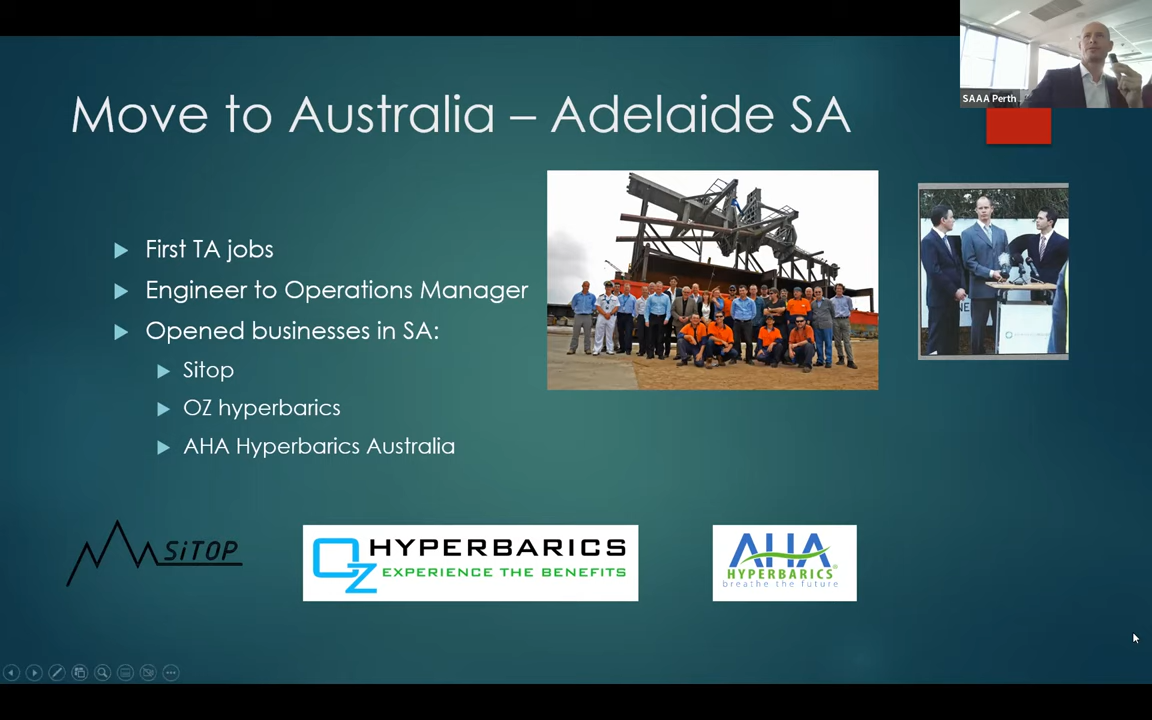 SAAA Perth
Move to Australia – Adelaide SA
First TA jobs
Engineer to Operations Manager
Opened businesses in SA:
Sitop
OZ hyperbarics
AHA Hyperbarics Australia
SiTOP
OZ HYPERBARICS
EXPERIENCE THE BENEFITS
AHA
HYPERBARICS
breathe the future